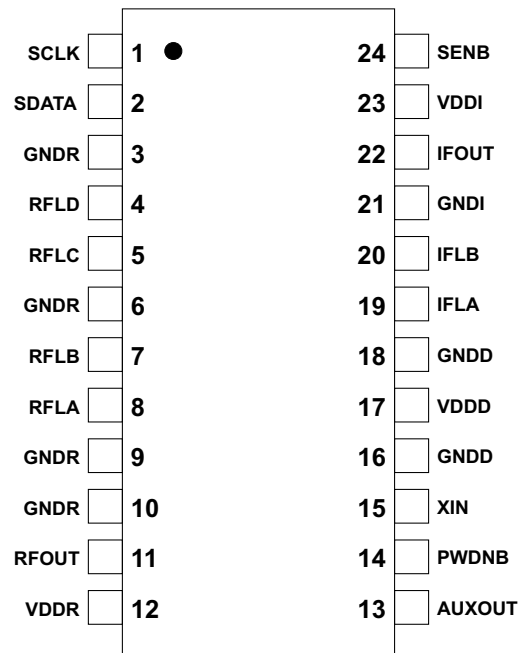 SCLK 1 24 SENB
SDATA 2 23 VDDI
GNDR 3 22 IFOUT
RFLD 4 21 GNDI
RFLC 5 20 IFLB
GNDR 6 19 IFLA
RFLB 7 18 GNDD
RFLA 8 17 VDDD
GNDR 9 16 GNDD
GNDR 10 15 XIN
RFOUT 11 14 PWDNB
VDDR 12 13 AUXOUT